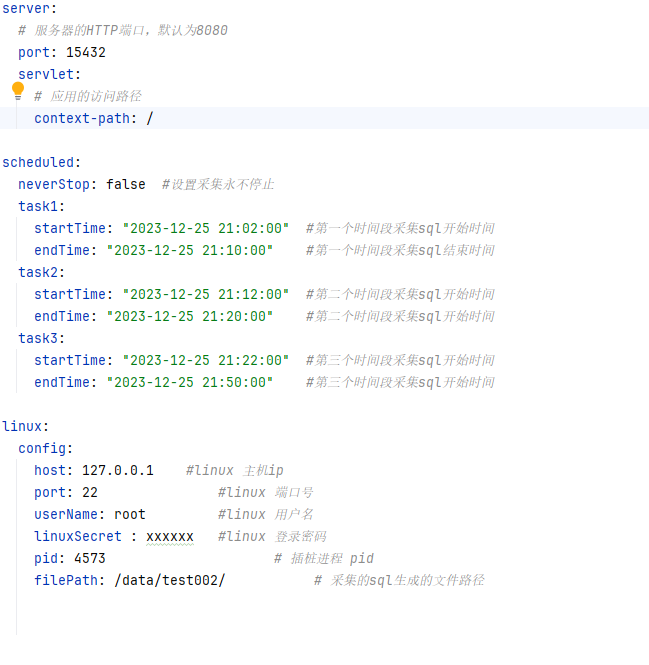 server:
  # 服务器的HTTP端口，默认为8080
  port: 15432
  servlet:
    # 应用的访问路径
    context-path: /
scheduled:
  neverStop: false  #设置采集永不停止
  task1:
    startTime: "2023-12-25 21:02:00"  #第一个时间段采集sql开始时间
    endTime: "2023-12-25 21:10:00"    #第一个时间段采集sql结束时间
  task2:
    startTime: "2023-12-25 21:12:00"  #第二个时间段采集sql开始时间
    endTime: "2023-12-25 21:20:00"    #第二个时间段采集sql开始时间
  task3:
    startTime: "2023-12-25 21:22:00"  #第三个时间段采集sql开始时间
    endTime: "2023-12-25 21:50:00"    #第三个时间段采集sql开始时间
linux:
  config:
    host: 127.0.0.1    #linux 主机ip
    port: 22               #linux 端口号
    userName: root         #linux 用户名
    linuxSecret : xxxxxx   #linux 登录密码
    pid: 4573                     # 插桩进程 pid
    filePath: /data/test002/           # 采集的sql生成的文件路径